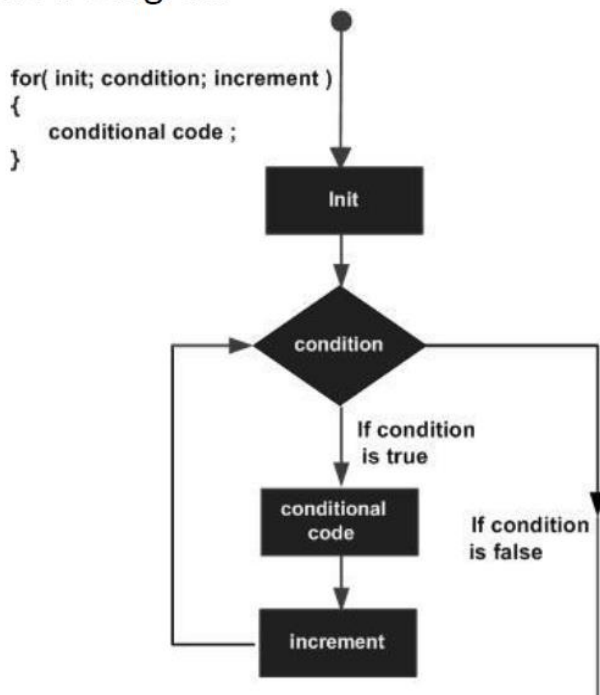 for( init; condition; increment )
{
conditional code ;
}
Init
condition
If condition
is true
conditional
code
If condition
is false
increment